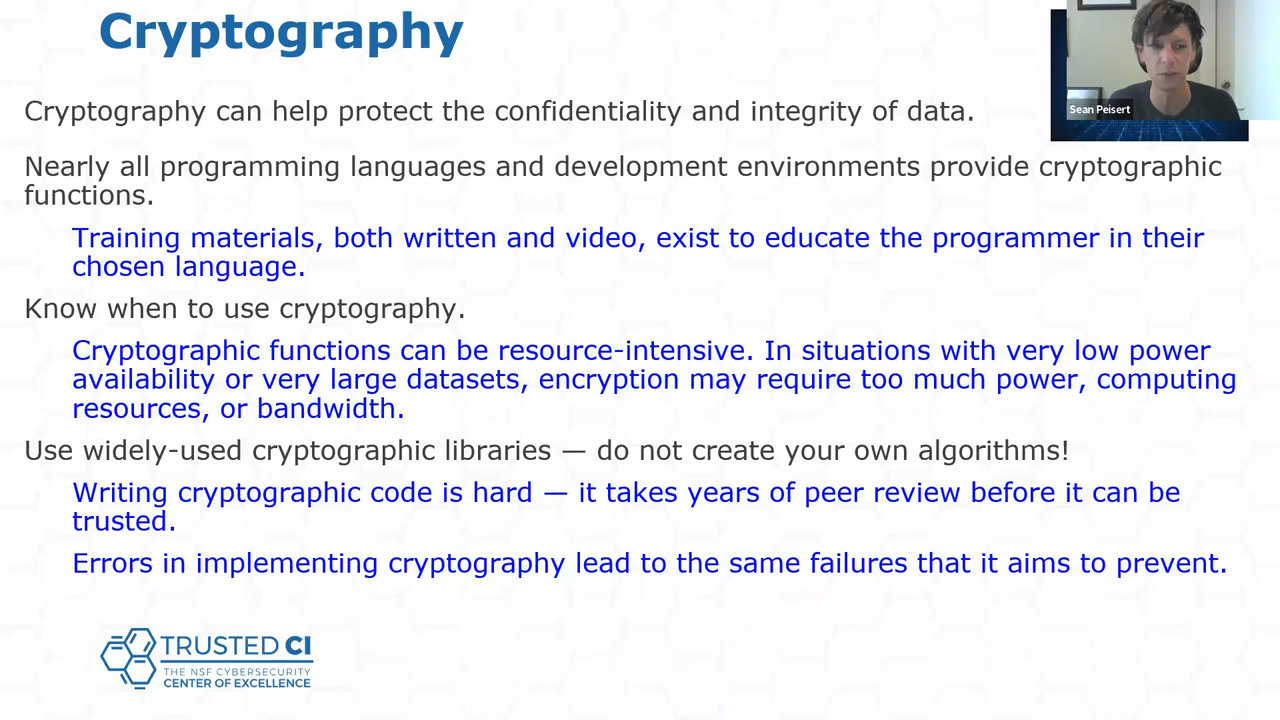 Cryptography
Sean Peisert
Cryptography can help protect the confidentiality and integrity of data.
Nearly all programming languages and development environments provide cryptographic
functions.
Training materials, both written and video, exist to educate the programmer in their
chosen language.
Know when to use cryptography.
Cryptographic functions can be resource-intensive. In situations with very low power
availability or very large datasets, encryption may require too much power, computing
resources, or bandwidth.
Use widely-used cryptographic libraries — do not create your own algorithms!
Writing cryptographic code is hard — it takes years of peer review before it can be
trusted.
Errors in implementing cryptography lead to the same failures that it aims to prevent.
TRUSTED CI
THE NSF CYBERSECURITY
CENTER OF EXCELLENCE